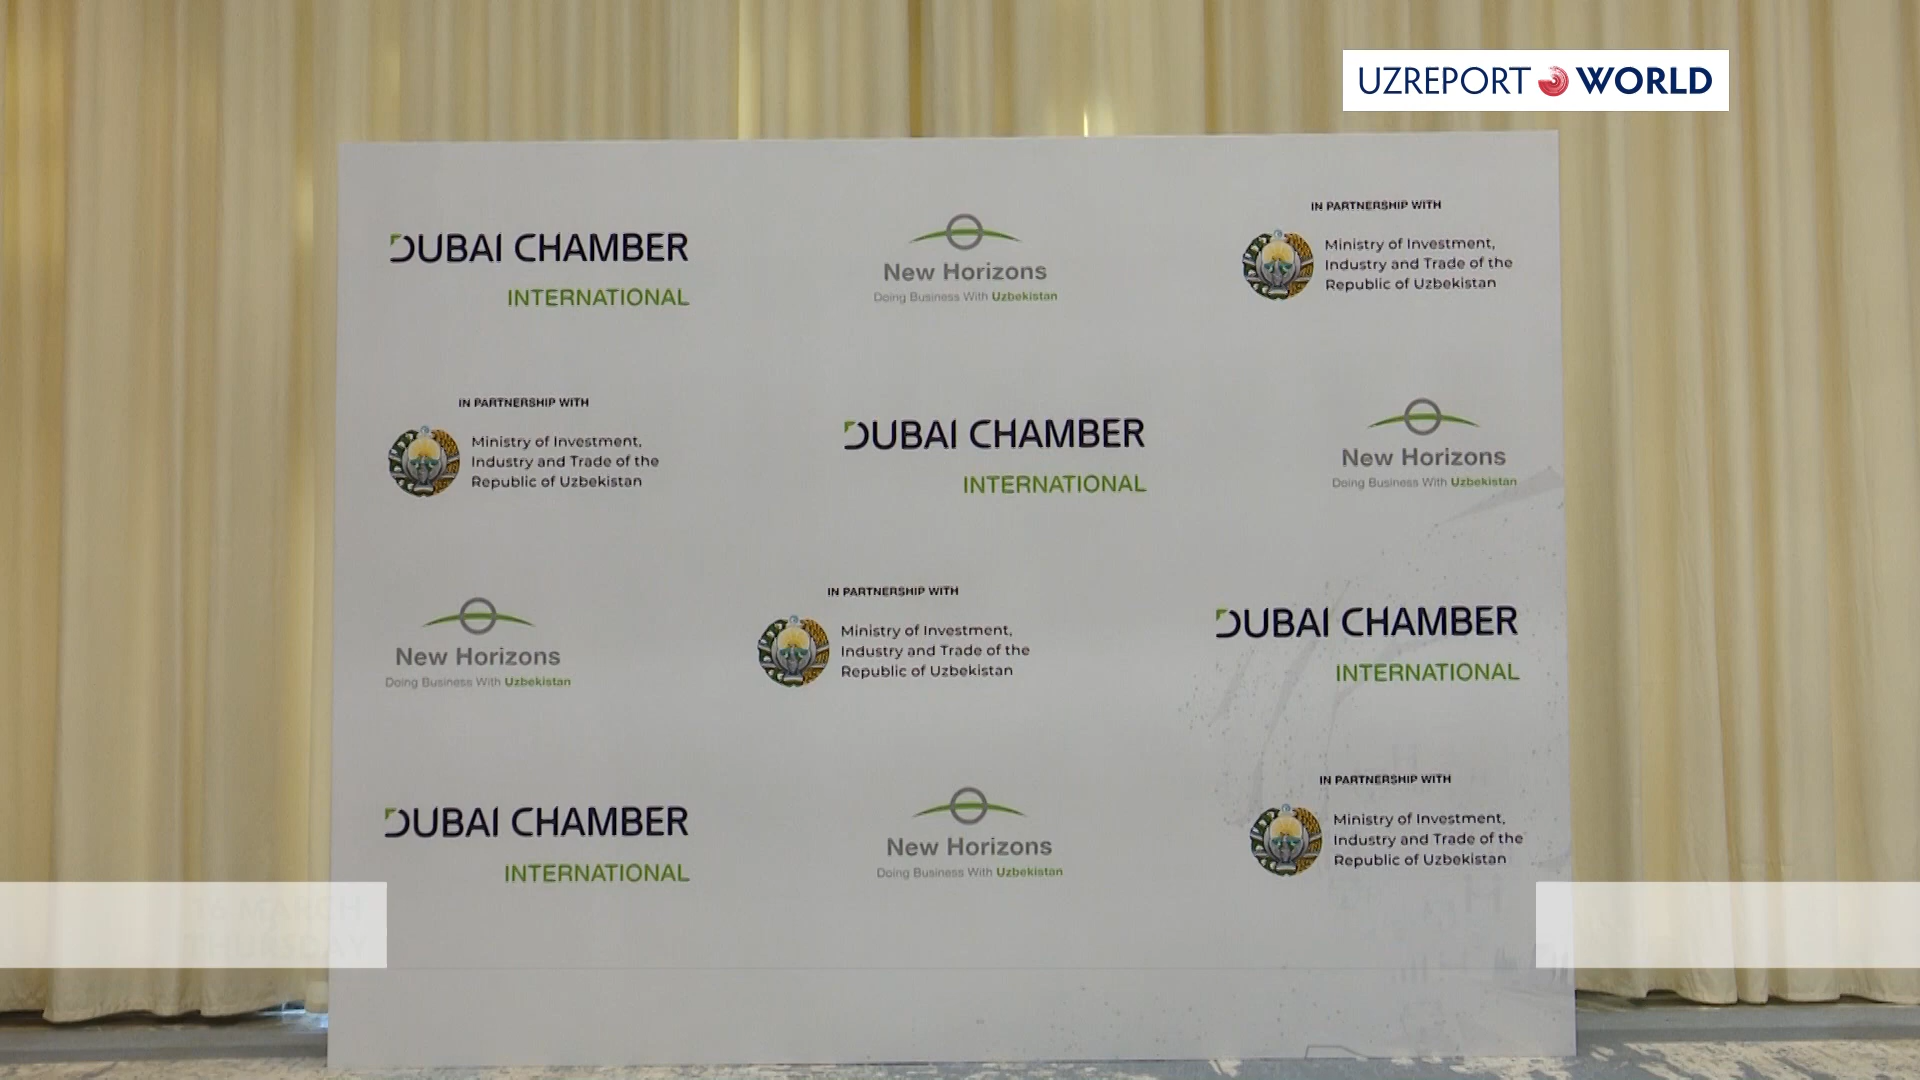 UZREPORT WORLD
DUBAI CHAMBER
INTERNATIONAL
New Horizons
Doing Business With Uzbekistan
IN PARTNERSHIP WITH
Ministry of Investment,
Industry and Trade of the
Republic of Uzbekistan
IN PARTNERSHIP WITH
Ministry of Investment,
Industry and Trade of the
Republic of Uzbekistan
DUBAI CHAMBER
INTERNATIONAL
New Horizons
Doing Business With Uzbekistan
New Horizons
Doing Business With Uzbekistan
IN PARTNERSHIP WITH
Ministry of Investment,
Industry and Trade of the
Republic of Uzbekistan
DUBAI CHAMBER
INTERNATIONAL
DUBAI CHAMBER
INTERNATIONAL
New Horizons
Doing Business With Uzbekistan
IN PARTNERSHIP WITH
Ministry of Investment,
Industry and Trade of the
Republic of Uzbekistan
16 MARCH
THURSDAY